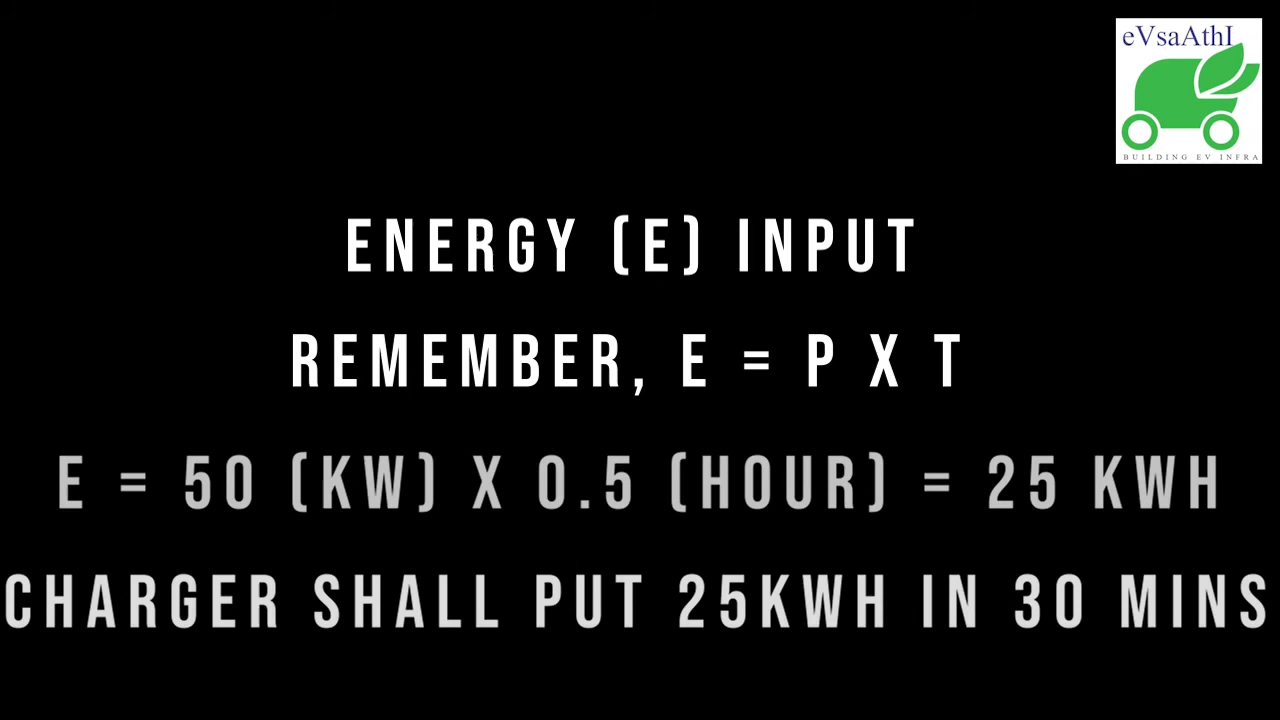 eVsaAthI
BUILDING EV INFRA
ENERGY (E) INPUT
REMEMBER, E = P X T
E = 50 (KW) X 0.5 (HOUR) = 25 KWH
CHARGER SHALL PUT 25KWH IN 30 MINS